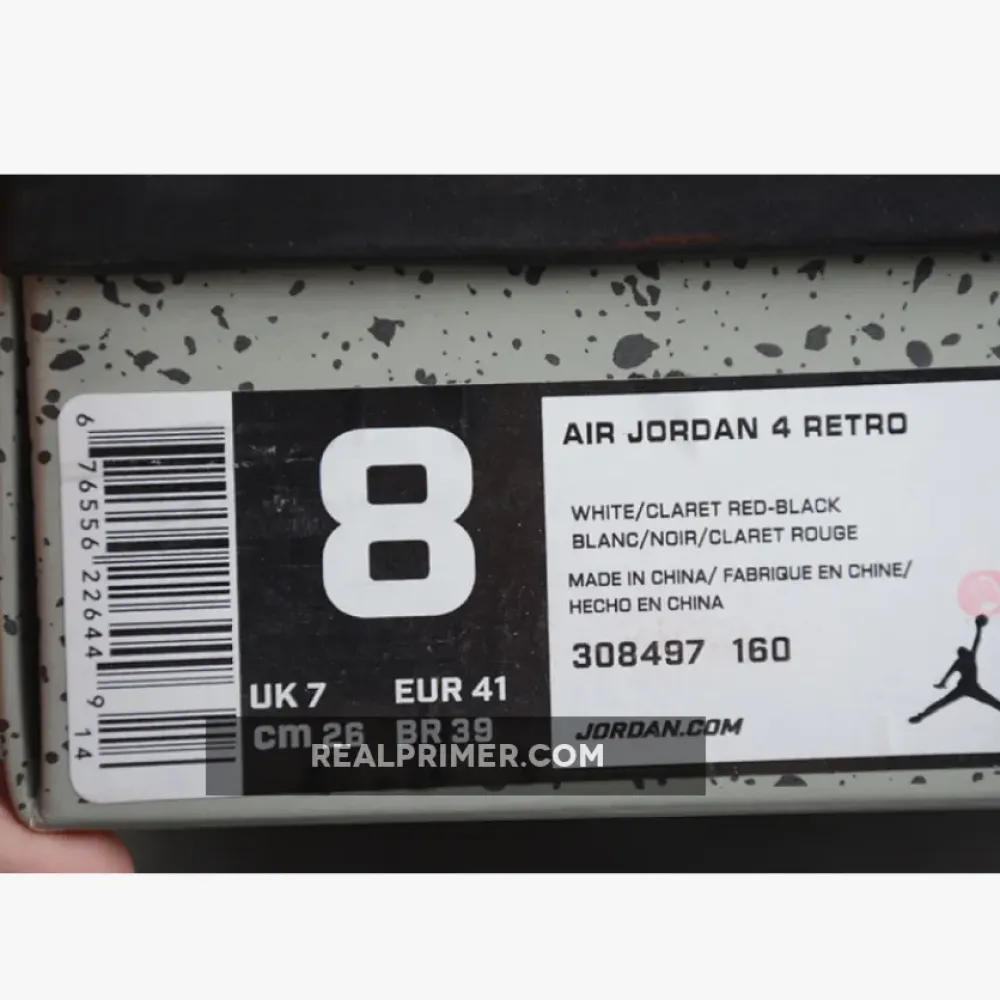 6 76556 22644 9 14
8
UK 7 EUR 41
cm 26 BR 39
AIR JORDAN 4 RETRO
WHITE/CLARET RED-BLACK
BLANC/NOIR/CLARET ROUGE
MADE IN CHINA/ FABRIQUE EN CHINE/
HECHO EN CHINA
308497 160
JORDAN.COM
REALPRIMER.COM